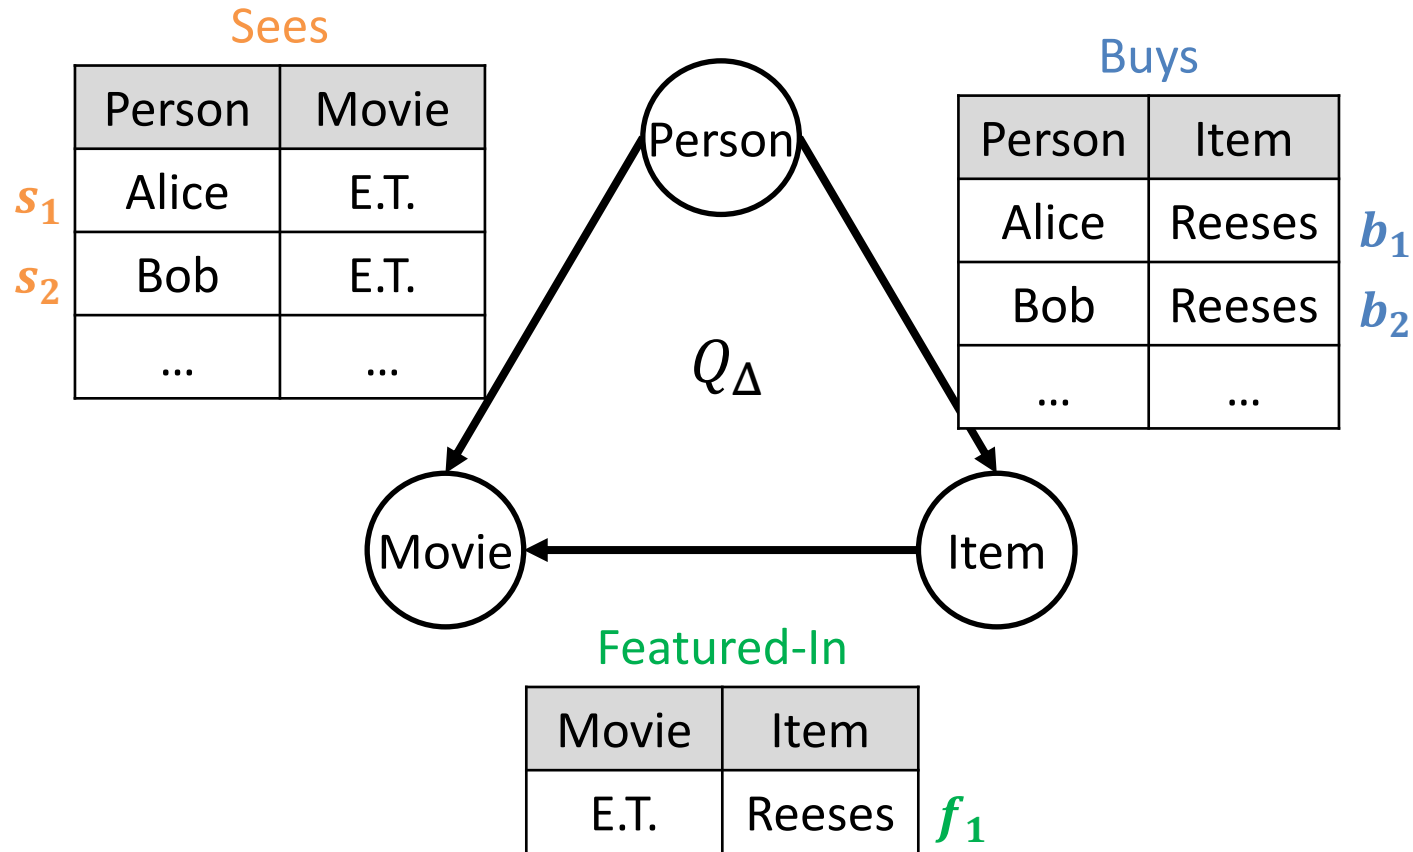 Sees
Person Movie
s1 Alice E.T.
s2 Bob E.T.
... ...
Person
Buys
Person Item
Alice Reeses b1
Bob Reeses b2
... ...
QΔ
Movie
Item
Featured-In
Movie Item
E.T. Reeses f1